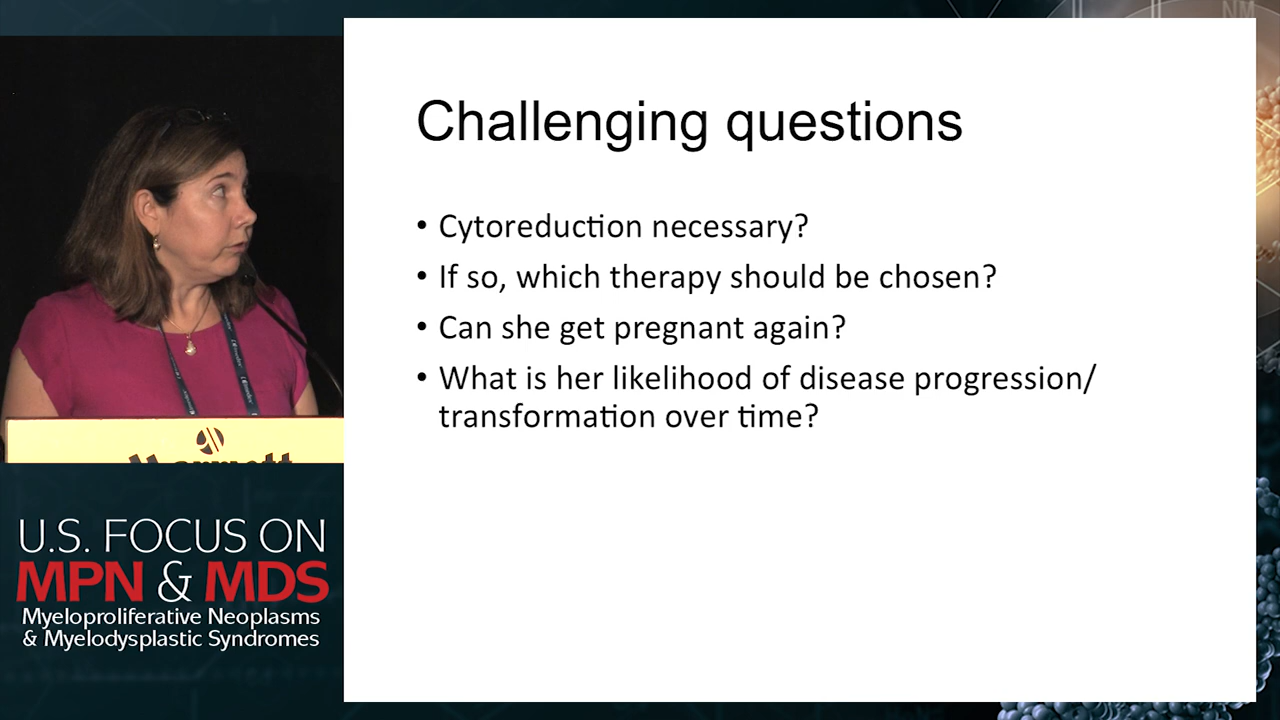 Challenging questions
• Cytoreduction necessary?
• If so, which therapy should be chosen?
• Can she get pregnant again?
• What is her likelihood of disease progression/
transformation over time?
U.S. FOCUS ON
MPN & MDS
Myeloproliferative Neoplasms
& Myelodysplastic Syndromes
NM